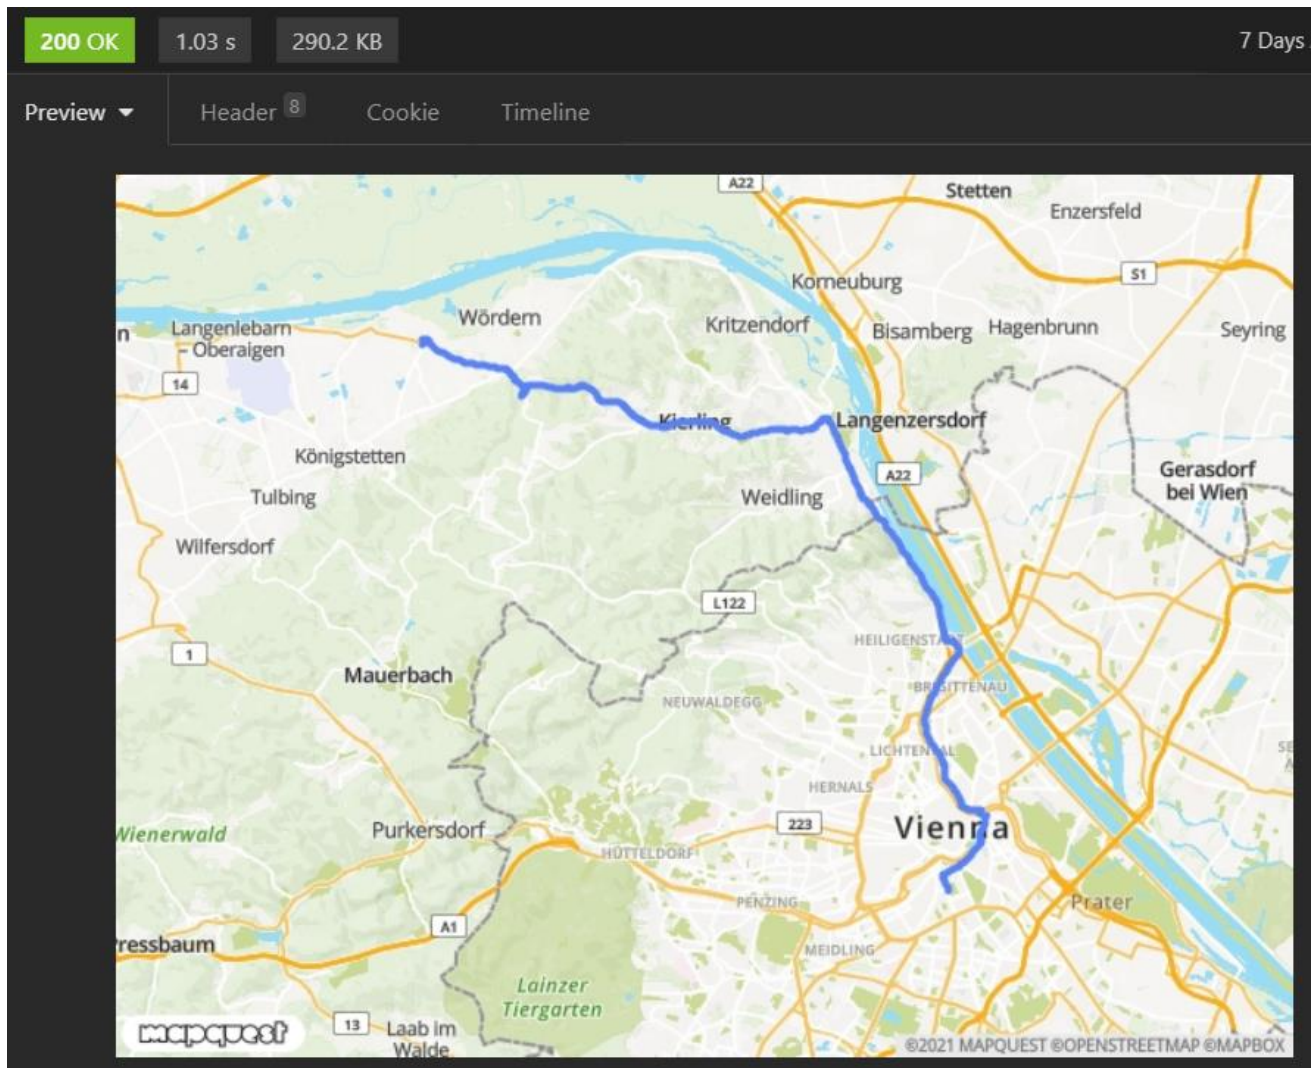 200 OK 1.03 s 290.2 KB 7 Days
Preview Header 8 Cookie Timeline
A22
Stetten
Enzersfeld
S1
Korneuburg
Wördern
Kritzendorf
Bisamberg
Hagenbrunn
Seyring
n
Langenlebarn
- Oberaigen
14
Kierling
Langenzersdorf
Königstetten
A22
Gerasdorf
bei Wien
Tulbing
Weidling
Wilfersdorf
L122
1
HEILIGENSTADT
Mauerbach
BRIGITTENAU
NEUWALDEGG
LICHTENTAL
HERNALS
Wienerwald
Purkersdorf
223
Vienna
HÜTTELDORF
PENZING
Prater
A1
ressbaum
MEIDLING
Lainzer
Tiergarten
mapquest
13
Laab im
Walde
©2021 MAPQUEST ©OPENSTREETMAP ©MAPBOX